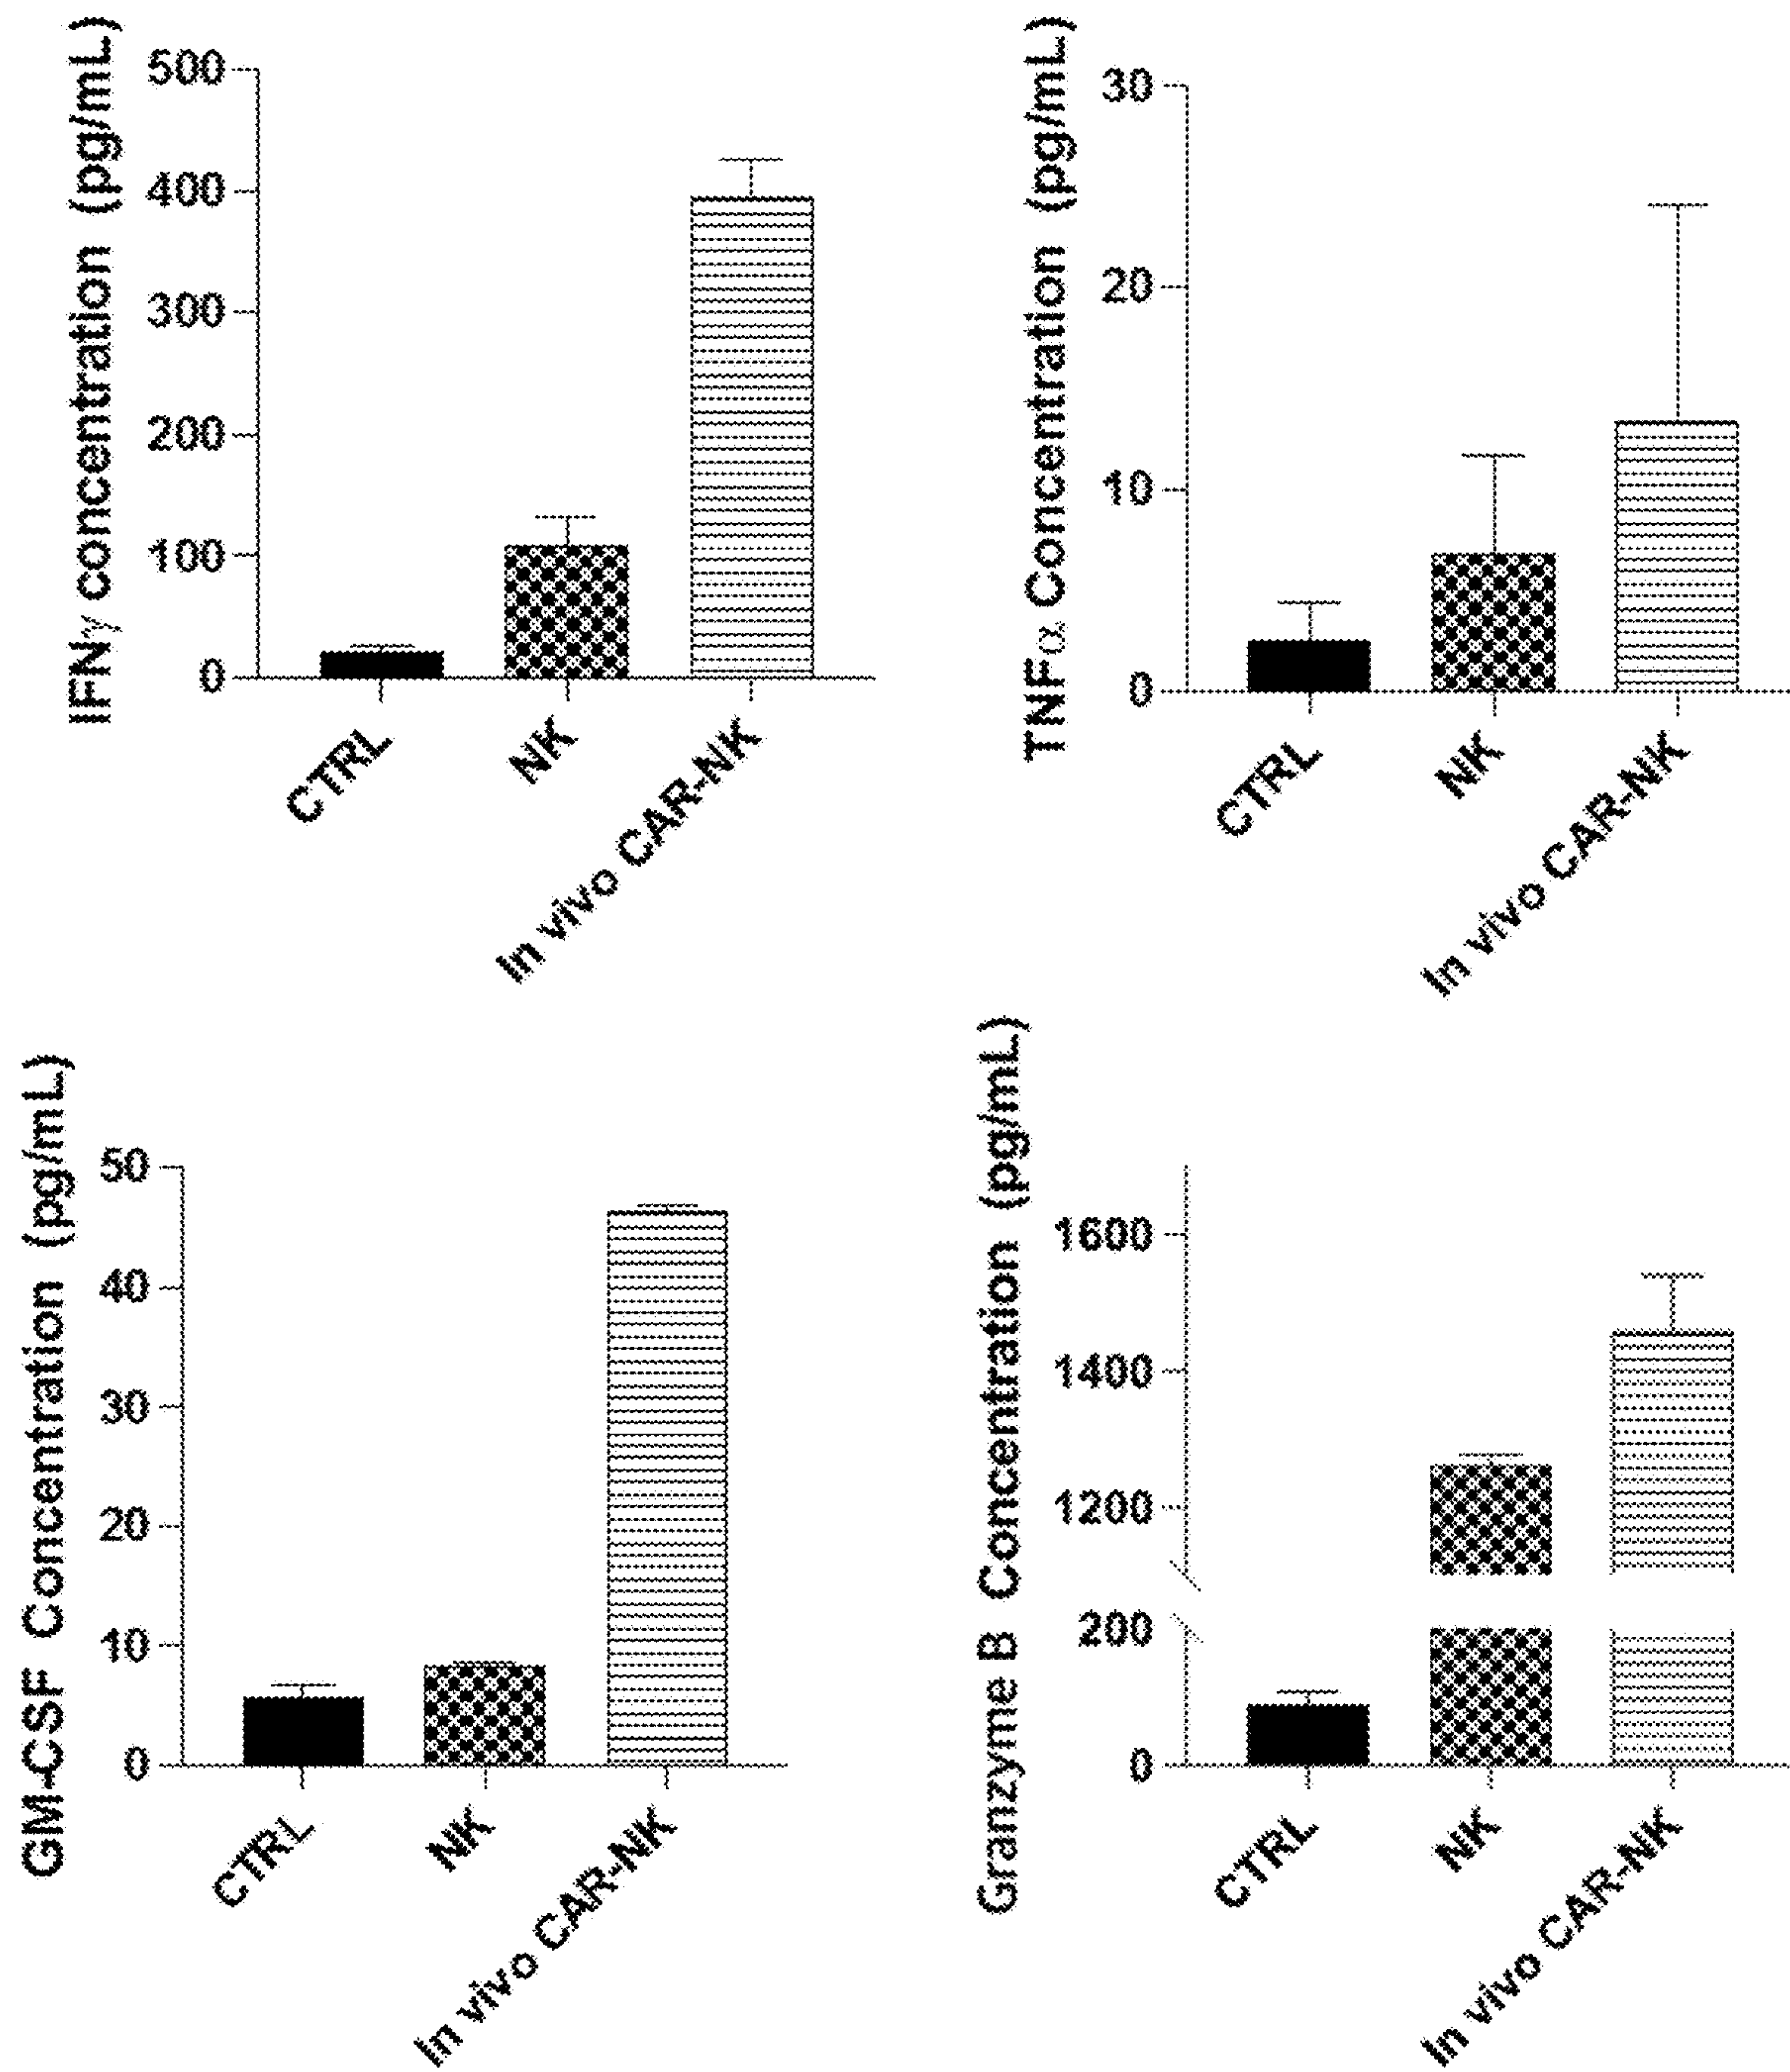 IFNγ concentration (pg/mL)
500
400
300
200
100
0
CTRL
NK
In vivo CAR-NK
TNFα Concentration (pg/mL)
30
20
10
0
CTRL
NK
In vivo CAR-NK
GM-CSF Concentration (pg/mL)
50
40
30
20
10
0
CTRL
NK
In vivo CAR-NK
Granzyme B Concentration (pg/mL)
1600
1400
1200
200
0
CTRL
NK
In vivo CAR-NK